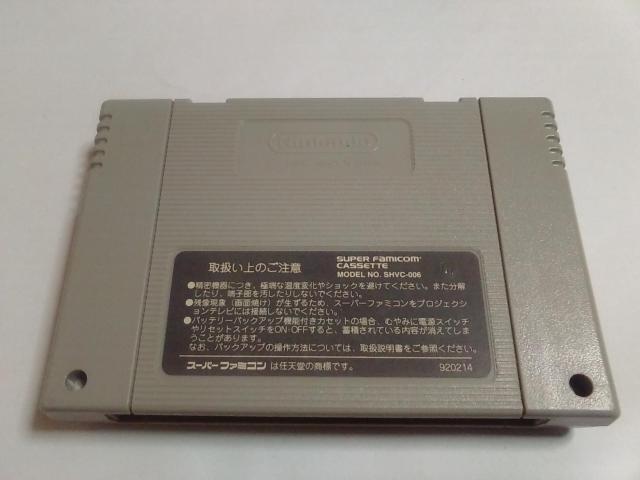 Nintendo
取扱い上のご注意
SUPER FAMICOM
CASSETTE
MODEL NO. SHVC-006
●精密機器につき、極端な温度変化やショックを避けてください。また分解
したり、端子部を汚したりしないでください。
●残像現象(画面焼け)が生ずるため、スーパーファミコンをプロジェクシ
ョンテレビには接続しないでください。
●バッテリーバックアップ機能付きカセットの場合、むやみに電源スイッチ
やリセットスイッチをON・OFFすると、蓄積されている内容が消えてしま
うことがあります。
なお、バックアップの操作方法については、取扱説明書をご参照ください。
スーパーファミコン は任天堂の商標です。
920214